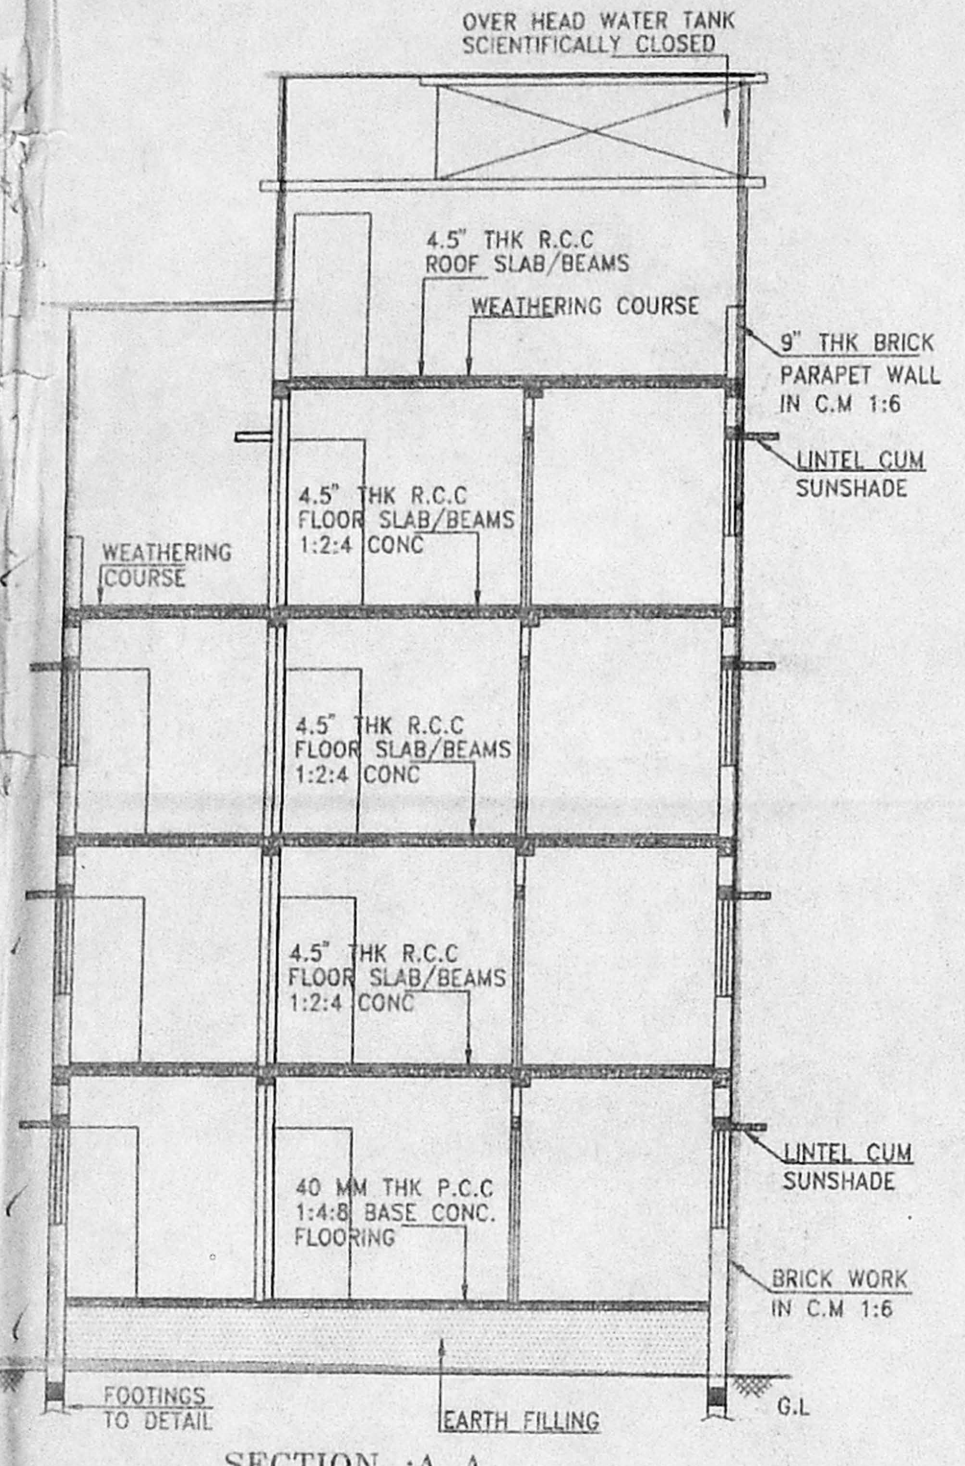 OVER HEAD WATER TANK
SCIENTIFICALLY CLOSED
4.5" THK R.C.C
ROOF SLAB/BEAMS
WEATHERING COURSE
9" THK BRICK
PARAPET WALL
IN C.M 1:6
LINTEL CUM
SUNSHADE
4.5" THK R.C.C
FLOOR SLAB/BEAMS
1:2:4 CONC
WEATHERING
COURSE
4.5" THK R.C.C
FLOOR SLAB/BEAMS
1:2:4 CONC
4.5" THK R.C.C
FLOOR SLAB/BEAMS
1:2:4 CONC
LINTEL CUM
SUNSHADE
40 MM THK P.C.C
1:4:8 BASE CONC.
FLOORING
BRICK WORK
IN C.M 1:6
FOOTINGS
TO DETAIL
EARTH FILLING
G.L
SECTION :A A